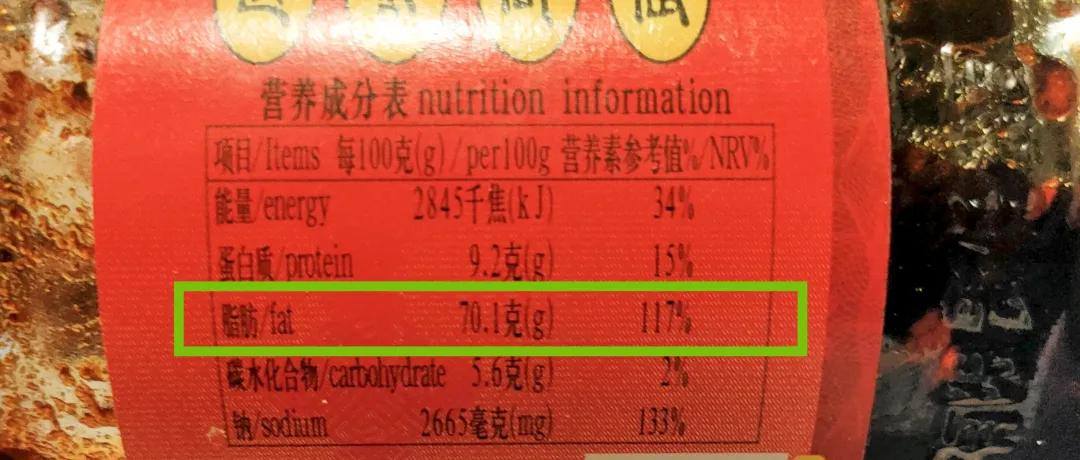 营养成分表 nutrition information
项目/Items 每100克(g)/per100g 营养素参考值%/NRV%
能量/energy 2845千焦(kJ) 34%
蛋白质/protein 9.2克(g) 15%
脂肪/fat 70.1克(g) 117%
碳水化合物/carbohydrate 5.6克(g) 2%
钠/sodium 2665毫克(mg) 133%